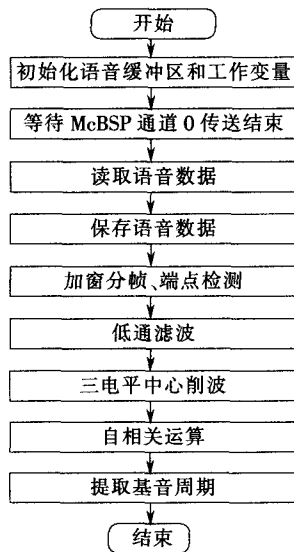 开始
初始化语音缓冲区和工作变量
等待 McBSP 通道 0 传送结束
读取语音数据
保存语音数据
加窗分帧、端点检测
低通滤波
三电平中心削波
自相关运算
提取基音周期
结束